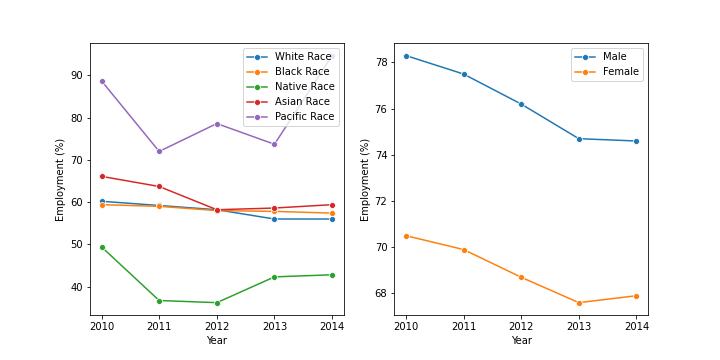 White Race
Black Race
Native Race
Asian Race
Pacific Race
Employment (%)
90
80
70
60
50
40
2010
2011
2012
2013
2014
Year
Male
Female
Employment (%)
78
76
74
72
70
68
2010
2011
2012
2013
2014
Year